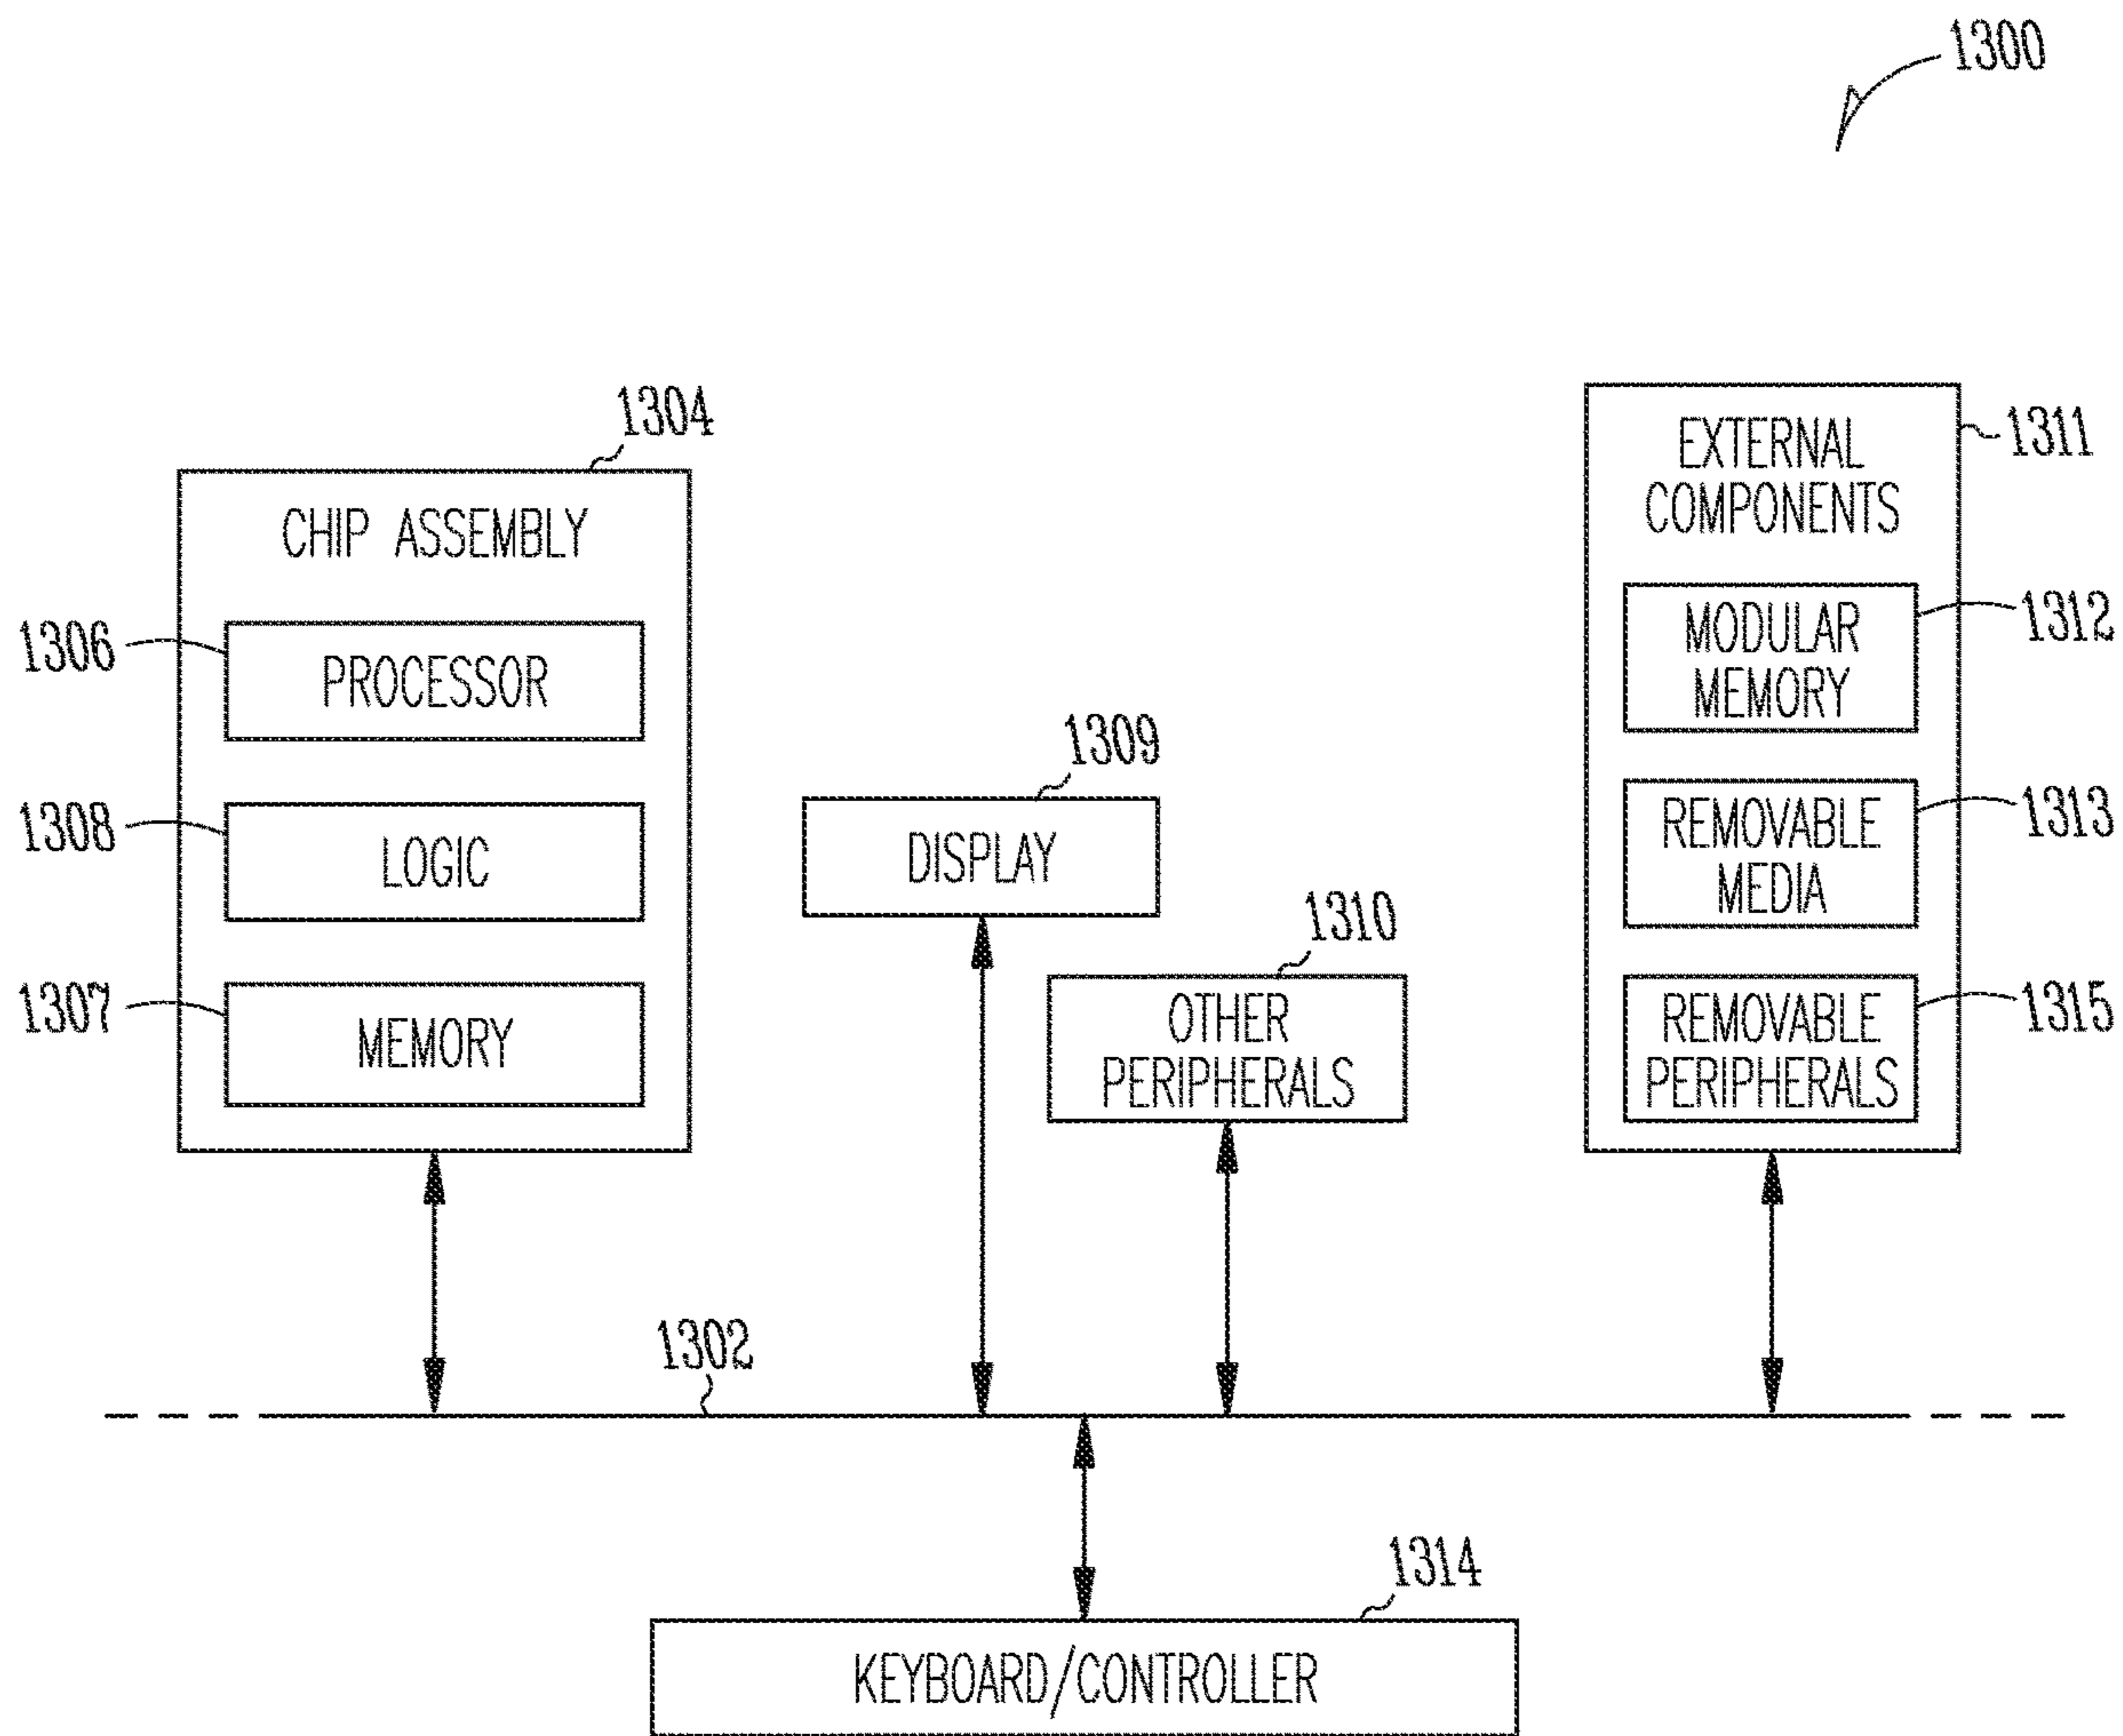 1300
1304
CHIP ASSEMBLY
1306
PROCESSOR
1308
LOGIC
1307
MEMORY
1309
DISPLAY
1310
OTHER
PERIPHERALS
1311
EXTERNAL
COMPONENTS
1312
MODULAR
MEMORY
1313
REMOVABLE
MEDIA
1315
REMOVABLE
PERIPHERALS
1302
1314
KEYBOARD/CONTROLLER